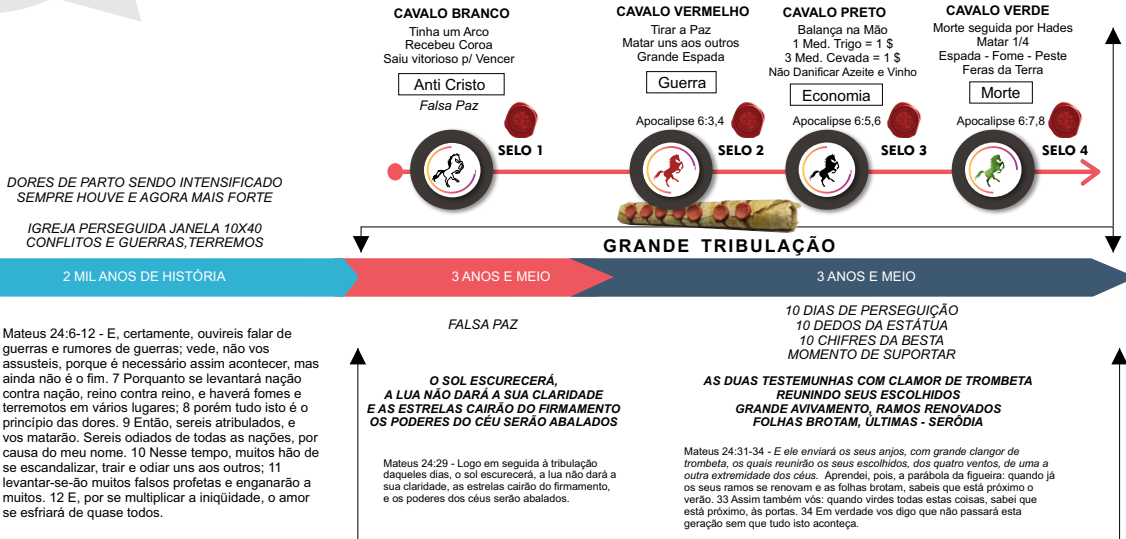 CAVALO BRANCO
Tinha um Arco
Recebeu Coroa
Saiu vitorioso p/ Vencer
Anti Cristo
Falsa Paz
SELO 1
CAVALO VERMELHO
Tirar a Paz
Matar uns aos outros
Grande Espada
Guerra
Apocalipse 6:3,4
SELO 2
CAVALO PRETO
Balança na Mão
1 Med. Trigo = 1 $
3 Med. Cevada = 1 $
Não Danificar Azeite e Vinho
Economia
Apocalipse 6:5,6
SELO 3
CAVALO VERDE
Morte seguida por Hades
Matar 1/4
Espada - Fome - Peste
Feras da Terra
Morte
Apocalipse 6:7,8
SELO 4
DORES DE PARTO SENDO INTENSIFICADO
SEMPRE HOUVE E AGORA MAIS FORTE
IGREJA PERSEGUIDA JANELA 10X40
CONFLITOS E GUERRAS,TERREMOS
GRANDE TRIBULAÇÃO
2 MIL ANOS DE HISTÓRIA
3 ANOS E MEIO
3 ANOS E MEIO
Mateus 24:6-12 - E, certamente, ouvireis falar de
guerras e rumores de guerras; vede, não vos
assusteis, porque é necessário assim acontecer, mas
ainda não é o fim. 7 Porquanto se levantará nação
contra nação, reino contra reino, e haverá fomes e
terremotos em vários lugares; 8 porém tudo isto é o
princípio das dores. 9 Então, sereis atribulados, e
vos matarão. Sereis odiados de todas as nações, por
causa do meu nome. 10 Nesse tempo, muitos hão de
se escandalizar, trair e odiar uns aos outros; 11
levantar-se-ão muitos falsos profetas e enganarão a
muitos. 12 E, por se multiplicar a iniqüidade, o amor
se esfriará de quase todos.
FALSA PAZ
O SOL ESCURECERÁ,
A LUA NÃO DARÁ A SUA CLARIDADE
E AS ESTRELAS CAIRÃO DO FIRMAMENTO
OS PODERES DO CÉU SERÃO ABALADOS
Mateus 24:29 - Logo em seguida à tribulação
daqueles dias, o sol escurecerá, a lua não dará a
sua claridade, as estrelas cairão do firmamento,
e os poderes dos céus serão abalados.
10 DIAS DE PERSEGUIÇÃO
10 DEDOS DA ESTÁTUA
10 CHIFRES DA BESTA
MOMENTO DE SUPORTAR
AS DUAS TESTEMUNHAS COM CLAMOR DE TROMBETA
REUNINDO SEUS ESCOLHIDOS
GRANDE AVIVAMENTO, RAMOS RENOVADOS
FOLHAS BROTAM, ÚLTIMAS - SERÔDIA
Mateus 24:31-34 - E ele enviará os seus anjos, com grande clangor de
trombeta, os quais reunirão os seus escolhidos, dos quatro ventos, de uma a
outra extremidade dos céus. Aprendei, pois, a parábola da figueira: quando já
os seus ramos se renovam e as folhas brotam, sabeis que está próximo o
verão. 33 Assim também vós: quando virdes todas estas coisas, sabei que
está próximo, às portas. 34 Em verdade vos digo que não passará esta
geração sem que tudo isto aconteça.